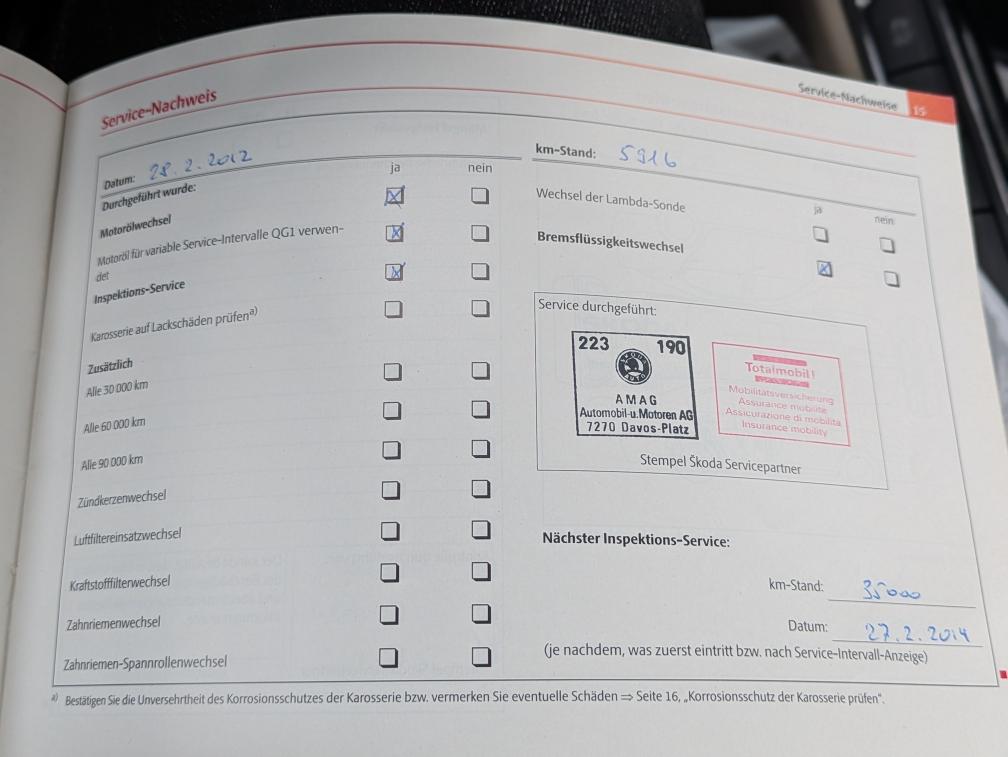 Service-Nachweise 15
Service-Nachweis
Datum: 28.2.2012
Durchgeführt wurde:
ja nein
Motorölwechsel
Motoröl für variable Service-Intervalle QG1 verwen-
det
Inspektions-Service
Karosserie auf Lackschäden prüfen a)
Zusätzlich
Alle 30 000 km
Alle 60 000 km
Alle 90 000 km
Zündkerzenwechsel
Luftfiltereinsatzwechsel
Kraftstofffilterwechsel
Zahnriemenwechsel
Zahnriemen-Spannrollenwechsel
km-Stand: 5916
ja nein
Wechsel der Lambda-Sonde
Bremsflüssigkeitswechsel
Service durchgeführt:
223 190
SKODA AUTO
AMAG
Automobil-u.Motoren AG
7270 Davos-Platz
Totalmobil!
Mobilitätsversicherung
Assurance mobilité
Assicurazione di mobilità
Insurance mobility
Stempel Škoda Servicepartner
Nächster Inspektions-Service:
km-Stand: 35000
Datum: 27.2.2014
(je nachdem, was zuerst eintritt bzw. nach Service-Intervall-Anzeige)
a) Bestätigen Sie die Unversehrtheit des Korrosionsschutzes der Karosserie bzw. vermerken Sie eventuelle Schäden ⇒ Seite 16, „Korrosionsschutz der Karosserie prüfen“.